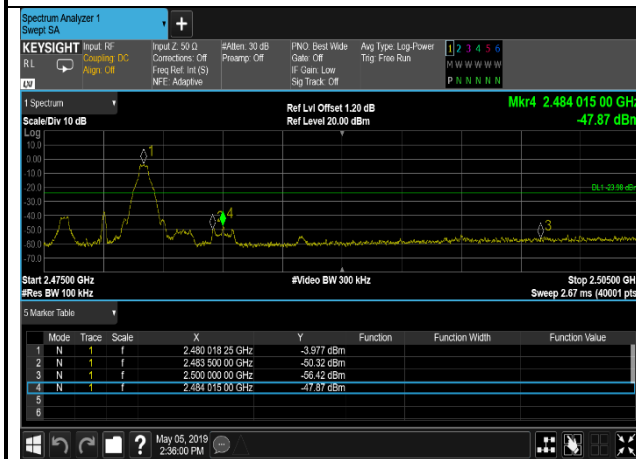 Spectrum Analyzer 1
Swept SA
+
KEYSIGHT Input: RF
RL
Coupling: DC
Align: Off
Input Z: 50 Ω
Corrections: Off
Freq Ref: Int (S)
NFE: Adaptive
#Atten: 30 dB
Preamp: Off
PNO: Best Wide
Gate: Off
IF Gain: Low
Sig Track: Off
Avg Type: Log-Power
Trig: Free Run
1 2 3 4 5 6
M W W W W W
P N N N N N
1 Spectrum
Scale/Div 10 dB
Ref Lvl Offset 1.20 dB
Ref Level 20.00 dBm
Mkr4 2.484 015 00 GHz
-47.87 dBm
Log
10.0
0.00
-10.0
-20.0
-30.0
-40.0
-50.0
-60.0
-70.0
1
2
4
3
DL1 -23.98 dBm
Start 2.47500 GHz
#Res BW 100 kHz
#Video BW 300 kHz
Stop 2.50500 GHz
Sweep 2.67 ms (40001 pts)
5 Marker Table
Mode Trace Scale X Y Function Function Width Function Value
1 N 1 f 2.480 018 25 GHz -3.977 dBm
2 N 1 f 2.483 500 00 GHz -50.32 dBm
3 N 1 f 2.500 000 00 GHz -56.42 dBm
4 N 1 f 2.484 015 00 GHz -47.87 dBm
5
6
?
May 05, 2019
2:36:00 PM